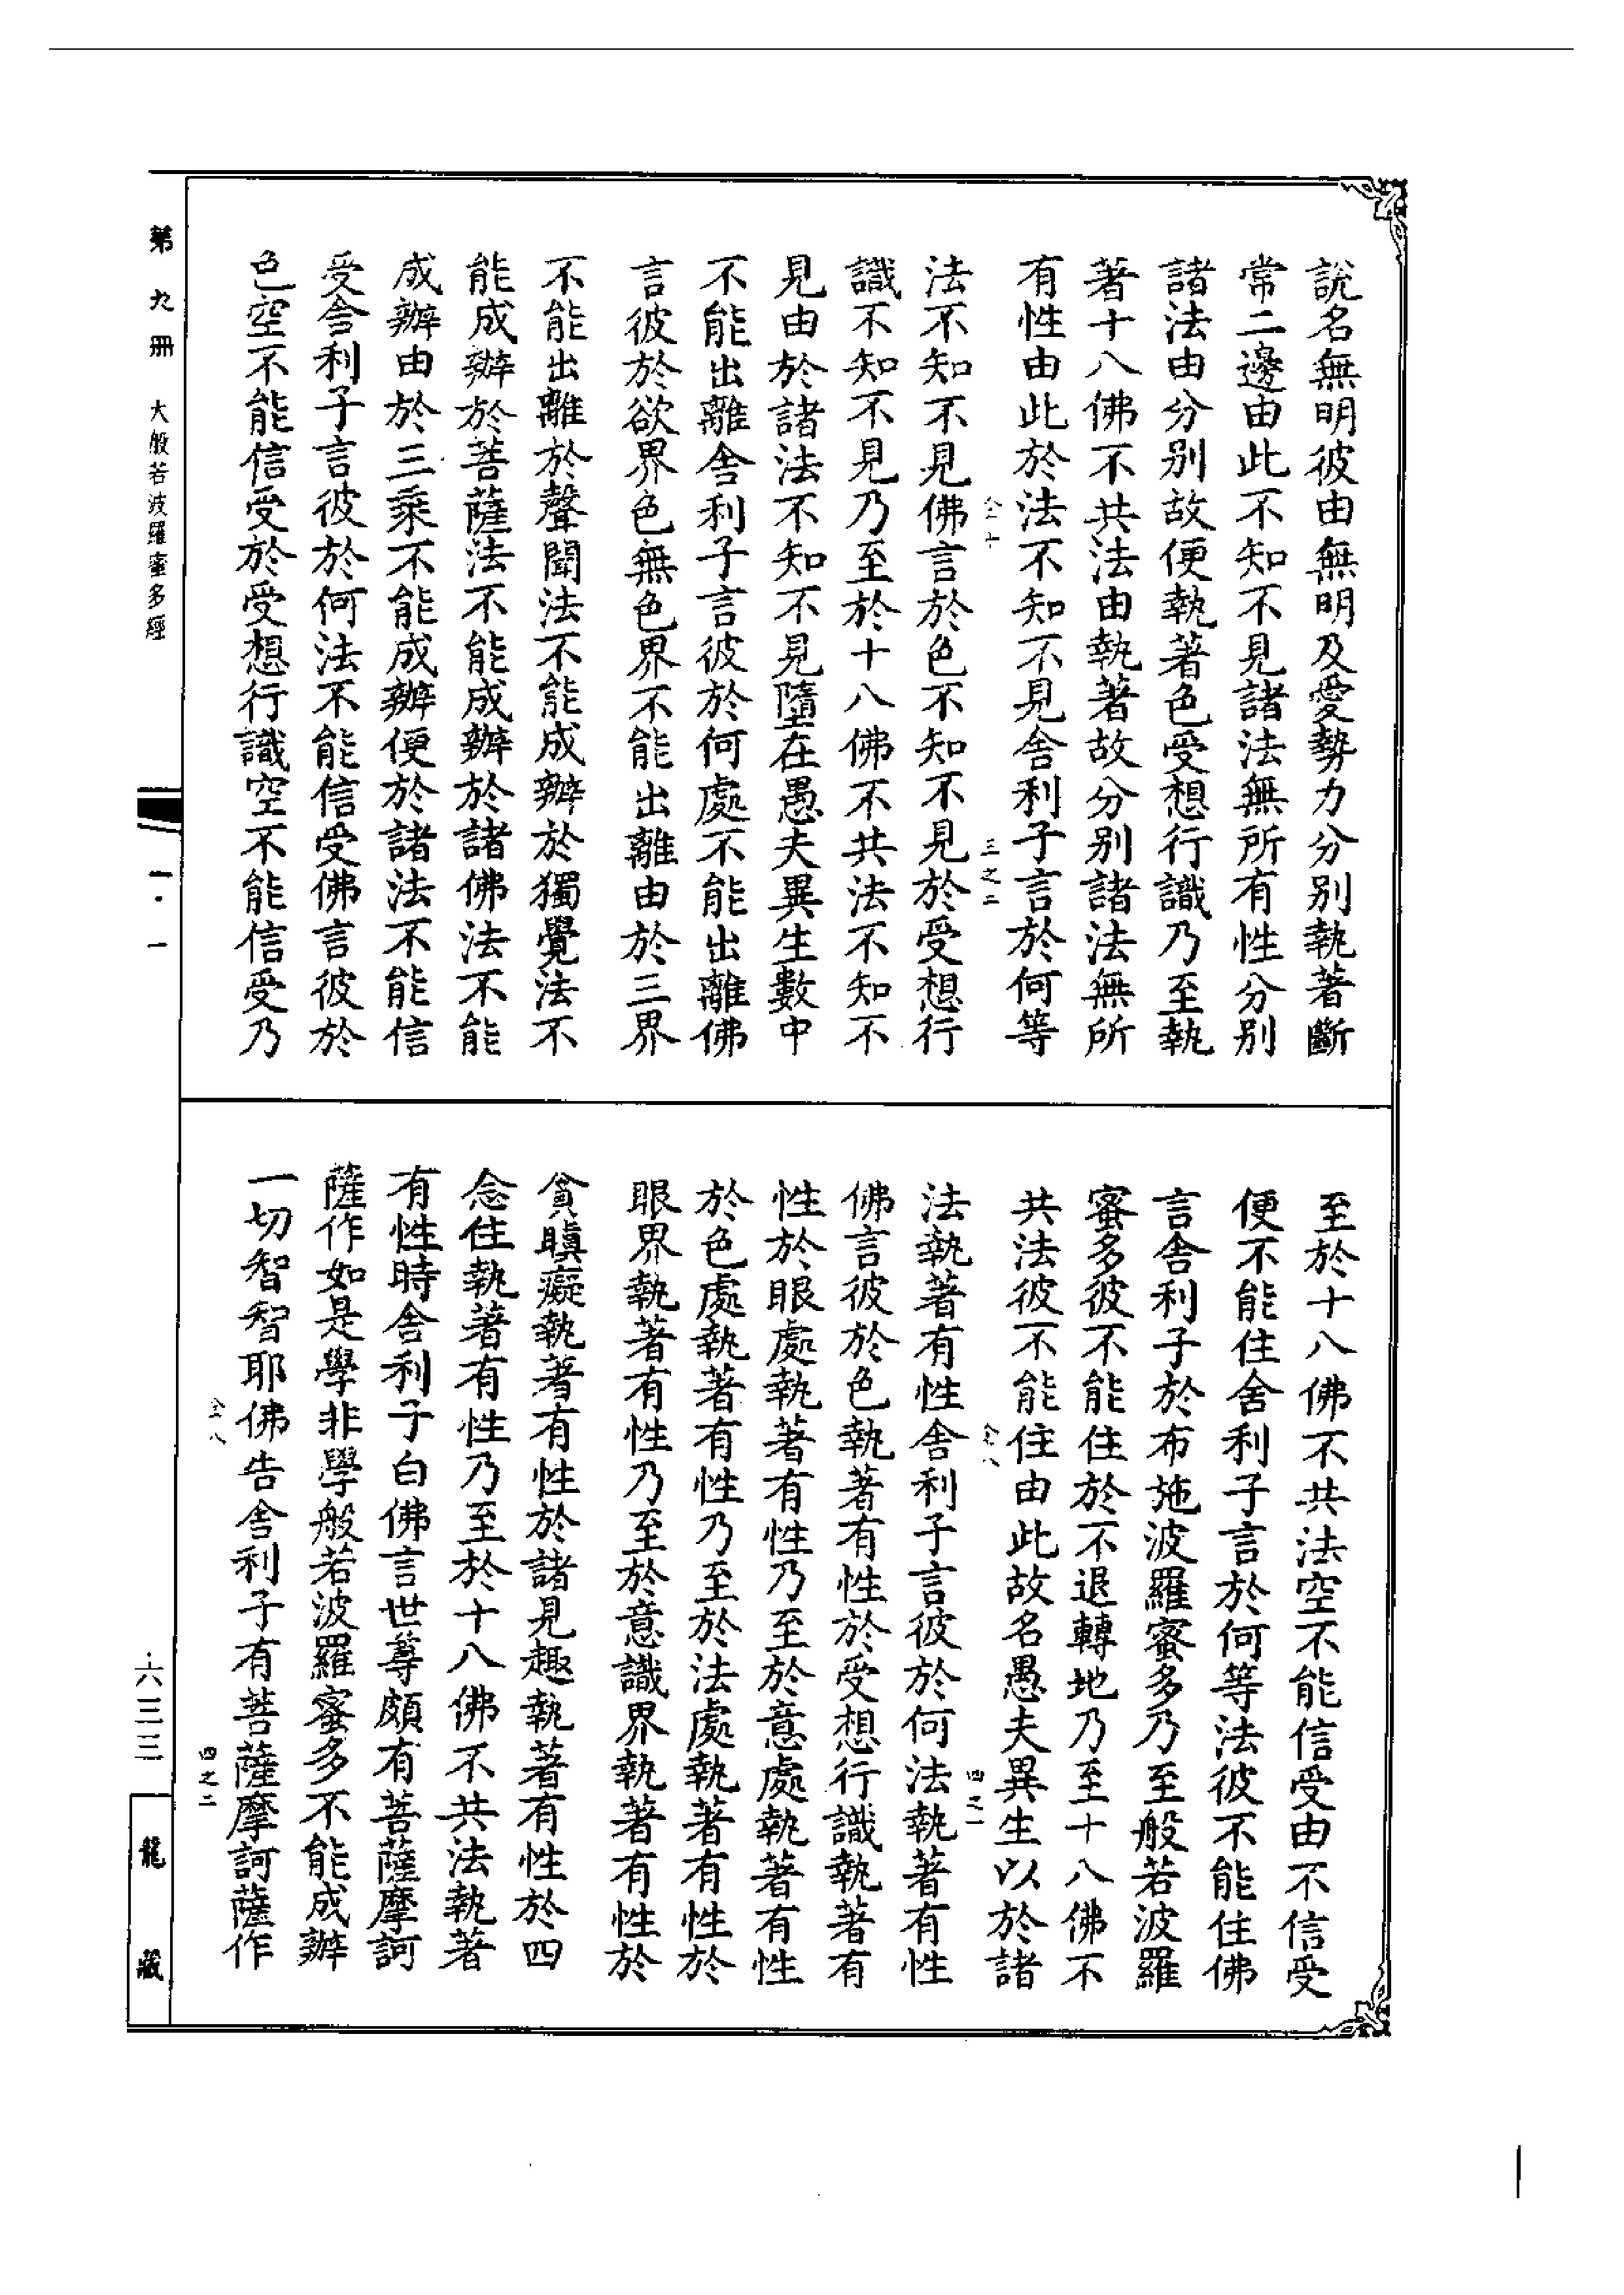 說名無明彼由無明及愛勢力分別執著斷
常二邊由此不知不見諸法無所有性分別
諸法由分別故便執著色受想行識乃至執
著十八佛不共法由執著故分別諸法無所
有性由此於法不知不見舍利子言於何等
三之二
法不知不見佛言於色不知不見於受想行
識不知不見乃至於十八佛不共法不知不
見由於諸法不知不見墮在愚夫異生數中
不能出離舍利子言彼於何處不能出離佛
言彼於欲界色無色界不能出離由於三界
不能出離於聲聞法不能成辦於獨覺法不
能成辦於菩薩法不能成辦於諸佛法不能
成辦由於三乘不能成辦便於諸法不能信
受舍利子言彼於何法不能信受佛言彼於
色空不能信受於受想行識空不能信受乃
至於十八佛不共法空不能信受由不信受
便不能住舍利子言於何等法彼不能住佛
言舍利子於布施波羅蜜多乃至般若波羅
蜜多彼不能住於不退轉地乃至十八佛不
共法彼不能住由此故名愚夫異生以於諸
四之一
法執著有性舍利子言彼於何法執著有性
佛言彼於色執著有性於受想行識執著有
性於眼處執著有性乃至於意處執著有性
於色處執著有性乃至於法處執著有性於
眼界執著有性乃至於意識界執著有性於
貪瞋癡執著有性於諸見趣執著有性於四
念住執著有性乃至於十八佛不共法執著
有性時舍利子白佛言世尊頗有菩薩摩訶
薩作如是學非學般若波羅蜜多不能成辦
一切智智耶佛告舍利子有菩薩摩訶薩作
四之二
第九冊 大般若波羅蜜多經
一・一
六三三
龍藏